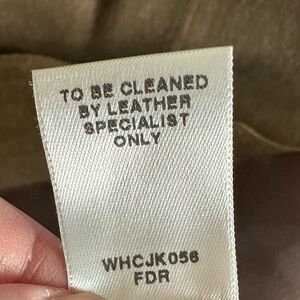 TO BE CLEANED
BY LEATHER
SPECIALIST
ONLY
WHCJK056
FDR